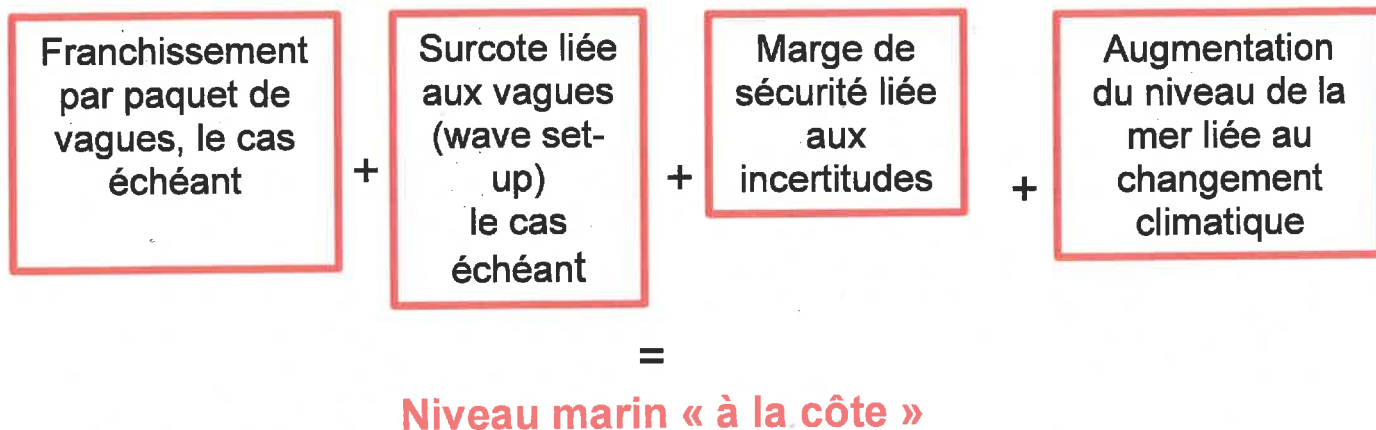 Franchissement
par paquet de
vagues, le cas
échéant
+
Surcote liée
aux vagues
(wave set-
up)
le cas
échéant
+
Marge de
sécurité liée
aux
incertitudes
+
Augmentation
du niveau de la
mer liée au
changement
climatique
=
Niveau marin « à la côte »